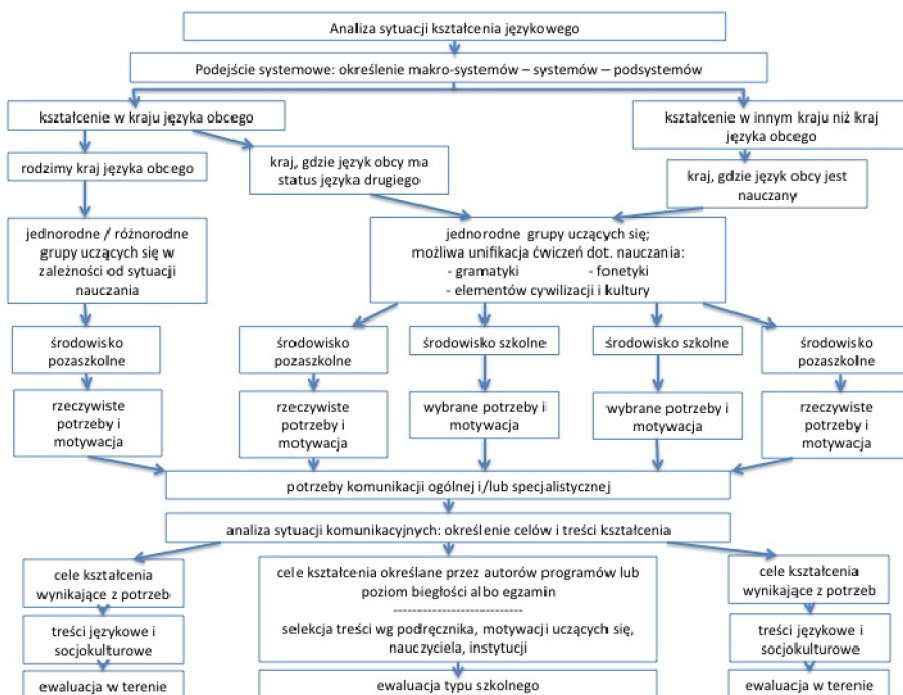 Analiza sytuacji kształcenia językowego
Podejście systemowe: określenie makro-systemów – systemów – podsystemów
kształcenie w kraju języka obcego
kształcenie w innym kraju niż kraj
języka obcego
rodzimy kraj języka obcego
kraj, gdzie język obcy ma
status języka drugiego
kraj, gdzie język obcy jest
nauczany
jednorodne / różnorodne
grupy uczących się w
zależności od sytuacji
nauczania
jednorodne grupy uczących się;
możliwa unifikacja ćwiczeń dot. nauczania:
- gramatyki - fonetyki
- elementów cywilizacji i kultury
środowisko
pozaszkolne
środowisko
pozaszkolne
środowisko szkolne
środowisko szkolne
środowisko
pozaszkolne
rzeczywiste
potrzeby i
motywacja
rzeczywiste
potrzeby i
motywacja
wybrane potrzeby i
motywacja
wybrane potrzeby i
motywacja
rzeczywiste
potrzeby i
motywacja
potrzeby komunikacji ogólnej i/lub specjalistycznej
analiza sytuacji komunikacyjnych: określenie celów i treści kształcenia
cele kształcenia
wynikające z potrzeb
cele kształcenia określane przez autorów programów lub
poziom biegłości albo egzamin
----------------------------
selekcja treści wg podręcznika, motywacji uczących się,
nauczyciela, instytucji
cele kształcenia
wynikające z potrzeb
treści językowe i
socjokulturowe
treści językowe i
socjokulturowe
ewaluacja w terenie
ewaluacja typu szkolnego
ewaluacja w terenie